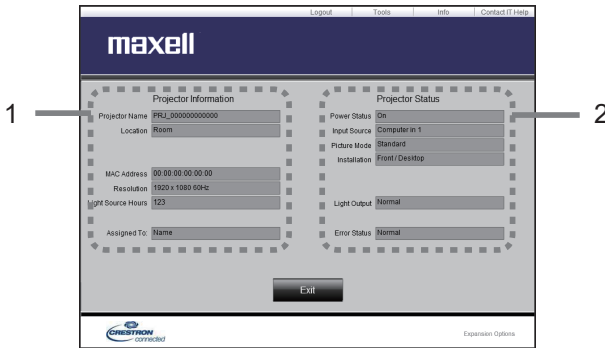 Logout Tools Info Contact IT Help
maxell
1
2
Projector Information
Projector Name PRJ_000000000000
Location Room
MAC Address 00:00:00:00:00:00
Resolution 1920 x 1080 60Hz
Light Source Hours 123
Assigned To: Name
Projector Status
Power Status On
Input Source Computer in 1
Picture Mode Standard
Installation Front / Desktop
Light Output Normal
Error Status Normal
Exit
CRESTRON
connected
Expansion Options